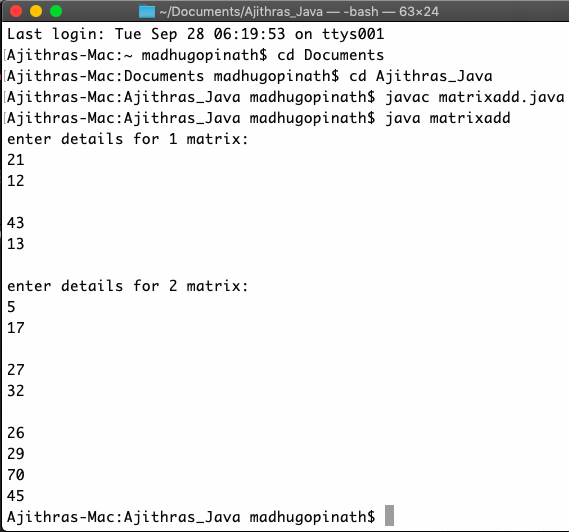 ~/Documents/Ajithras_Java — -bash — 63×24
Last login: Tue Sep 28 06:19:53 on ttys001
[Ajithras-Mac:~ madhugopinath$ cd Documents
[Ajithras-Mac:Documents madhugopinath$ cd Ajithras_Java
[Ajithras-Mac:Ajithras_Java madhugopinath$ javac matrixadd.java
[Ajithras-Mac:Ajithras_Java madhugopinath$ java matrixadd
enter details for 1 matrix:
21
12
43
13
enter details for 2 matrix:
5
17
27
32
26
29
70
45
Ajithras-Mac:Ajithras_Java madhugopinath$